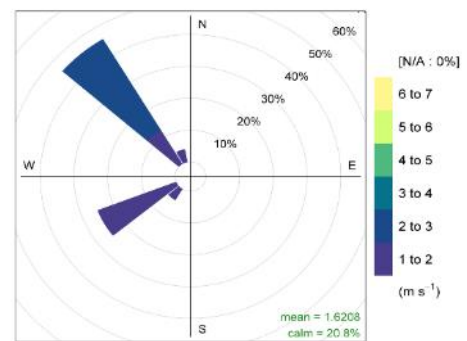 N
60%
50%
40%
30%
20%
10%
W
E
S
mean = 1.6208
calm = 20.8%
[N/A : 0%]
6 to 7
5 to 6
4 to 5
3 to 4
2 to 3
1 to 2
(m s⁻¹)